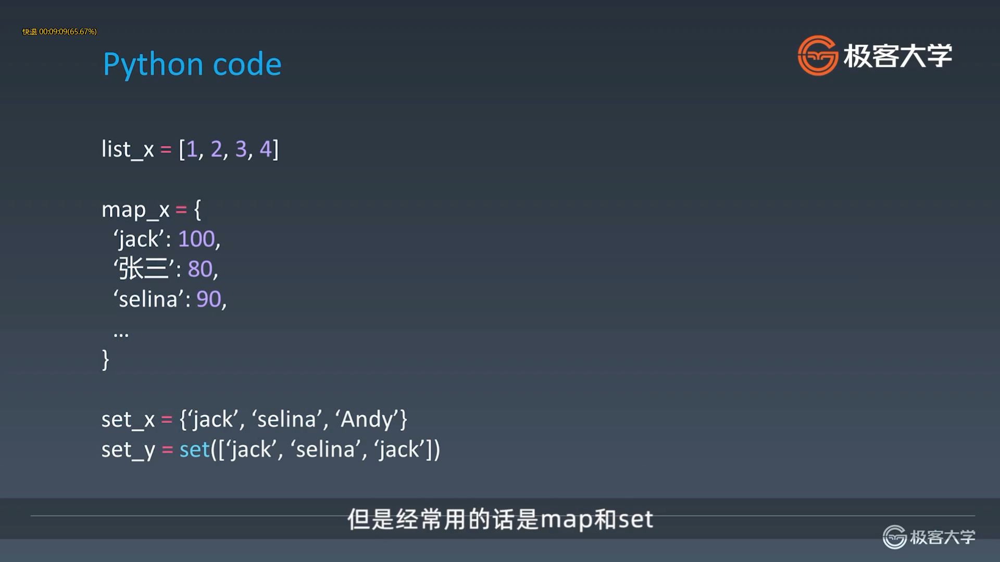 快退 00:09:09(65.67%)
极客大学
Python code
list_x = [1, 2, 3, 4]
map_x = {
‘jack’: 100,
‘张三’: 80,
‘selina’: 90,
...
}
set_x = {‘jack’, ‘selina’, ‘Andy’}
set_y = set([‘jack’, ‘selina’, ‘jack’])
但是经常用的话是map和set
极客大学